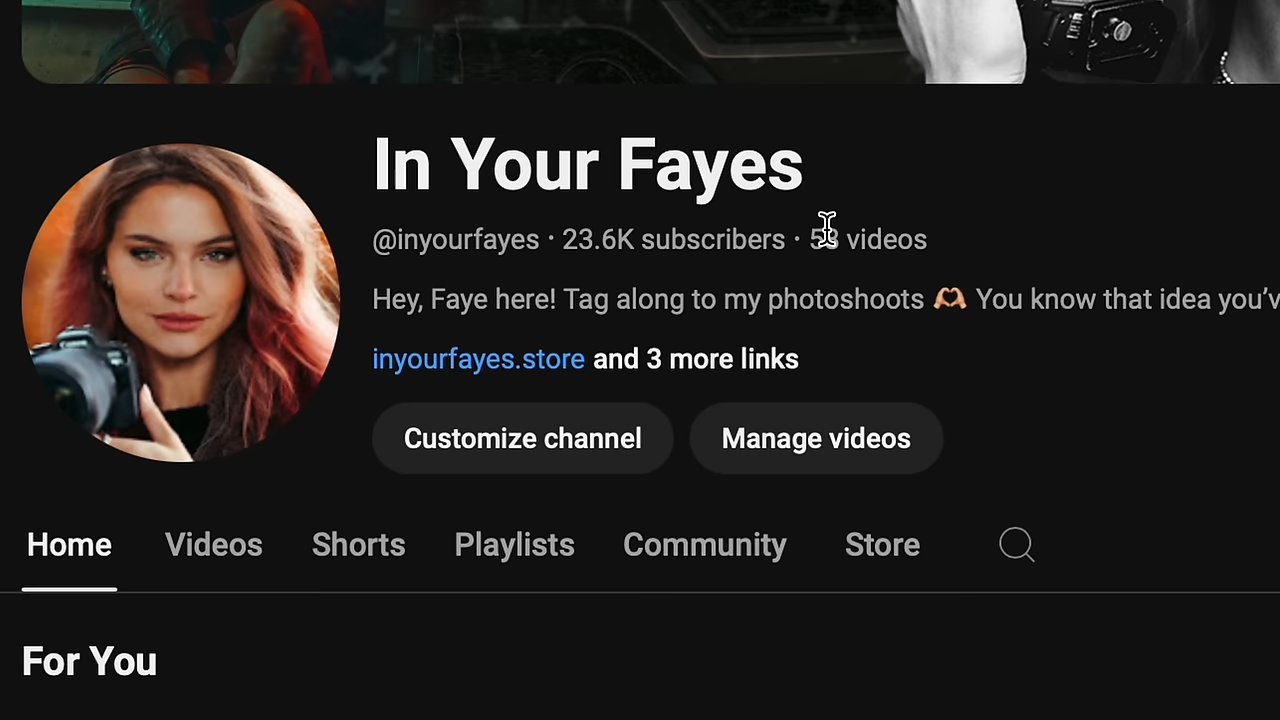 In Your Fayes
@inyourfayes · 23.6K subscribers · videos
Hey, Faye here! Tag along to my photoshoots 🫶🏼 You know that idea you’v
inyourfayes.store and 3 more links
Customize channel Manage videos
Home Videos Shorts Playlists Community Store
For You